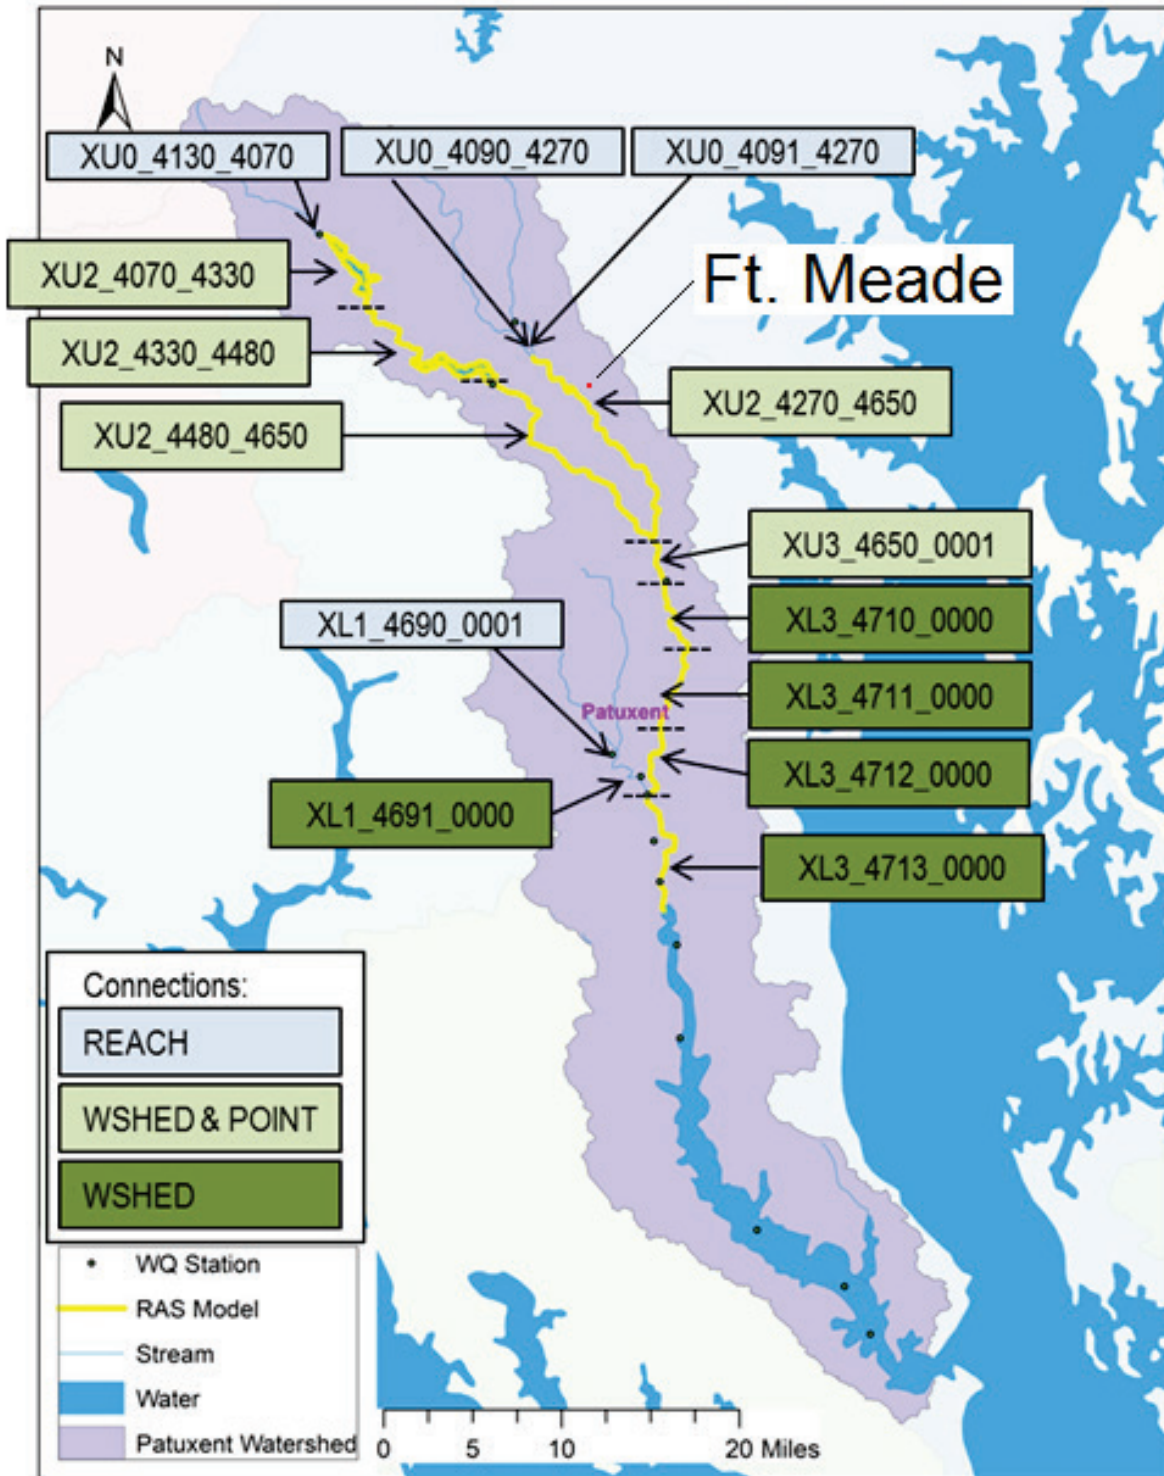 N
XU0_4130_4070
XU0_4090_4270
XU0_4091_4270
XU2_4070_4330
Ft. Meade
XU2_4330_4480
XU2_4270_4650
XU2_4480_4650
XU3_4650_0001
XL3_4710_0000
XL1_4690_0001
XL3_4711_0000
Patuxent
XL3_4712_0000
XL1_4691_0000
XL3_4713_0000
Connections:
REACH
WSHED & POINT
WSHED
WQ Station
RAS Model
Stream
Water
Patuxent Watershed
0 5 10 20 Miles